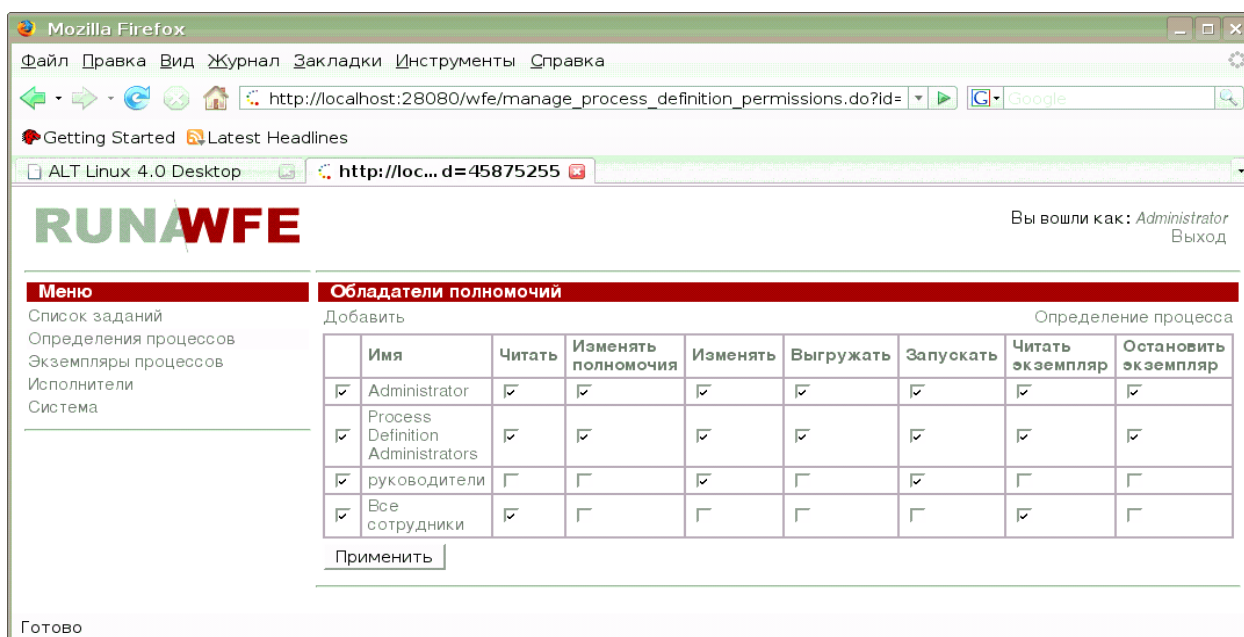 Mozilla Firefox
Файл Правка Вид Журнал Закладки Инструменты Справка
http://localhost:28080/wfe/manage_process_definition_permissions.do?id= G Google
Getting Started Latest Headlines
ALT Linux 4.0 Desktop http://loc... d=45875255
RUNAWFE
Вы вошли как: Administrator
Выход
Меню
Список заданий
Определения процессов
Экземпляры процессов
Исполнители
Система
Обладатели полномочий
Добавить Определение процесса
Имя Читать Изменять полномочия Изменять Выгружать Запускать Читать экземпляр Остановить экземпляр
Administrator
Process
Definition
Administrators
руководители
Все
сотрудники
Применить
Готово